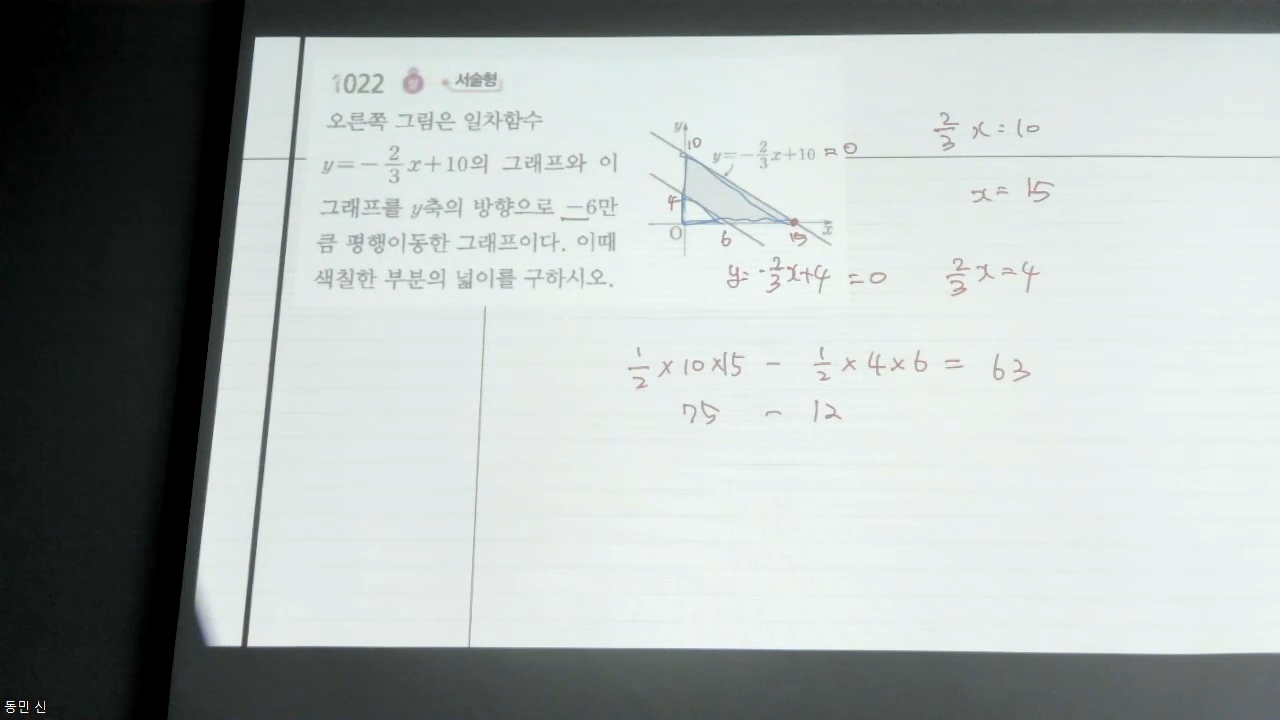 1022 서술형
오른쪽 그림은 일차함수
y=-2/3x+10의 그래프와 이
그래프를 y축의 방향으로 -6만
큼 평행이동한 그래프이다. 이때
색칠한 부분의 넓이를 구하시오.
y
10
y=-2/3x+10 = 0
4
O
6
15
x
y=-2/3x+4 = 0
2/3 x = 10
x = 15
2/3 x = 4
1/2 × 10 × 15 - 1/2 × 4 × 6 = 63
75 - 12
동민 신